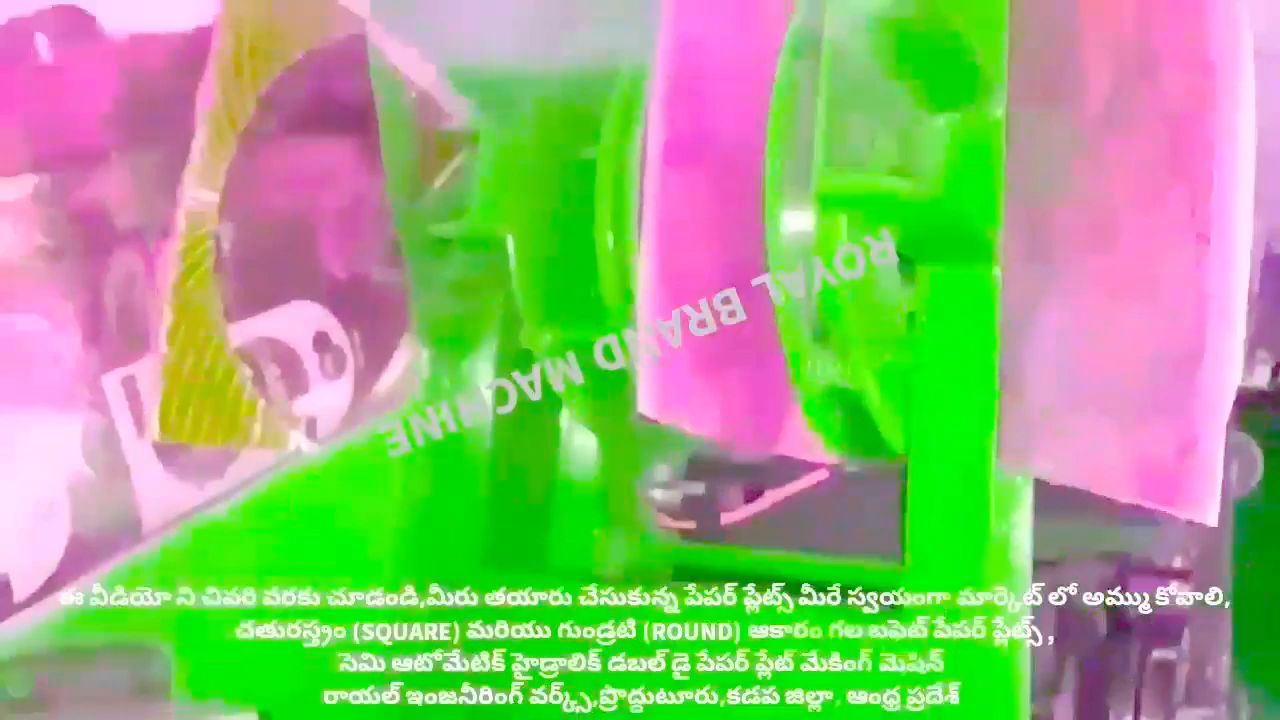 ROYAL BRAND MACHINE
ఈ వీడియో ని చివరి వరకు చూడండి,మీరు తయారు చేసుకున్న పేపర్ ప్లేట్స్ మీరే స్వయంగా మార్కెట్ లో అమ్ము కోవాలి,
చతురస్త్రం (SQUARE) మరియు గుండ్రటి (ROUND) ఆకారం గల బఫెట్ పేపర్ ప్లేట్స్ ,
సెమి ఆటోమేటిక్ హైడ్రాలిక్ డబల్ డై పేపర్ ప్లేట్ మేకింగ్ మెషిన్
రాయల్ ఇంజనీరింగ్ వర్క్స్,ప్రొద్దుటూరు,కడప జిల్లా, ఆంధ్ర ప్రదేశ్